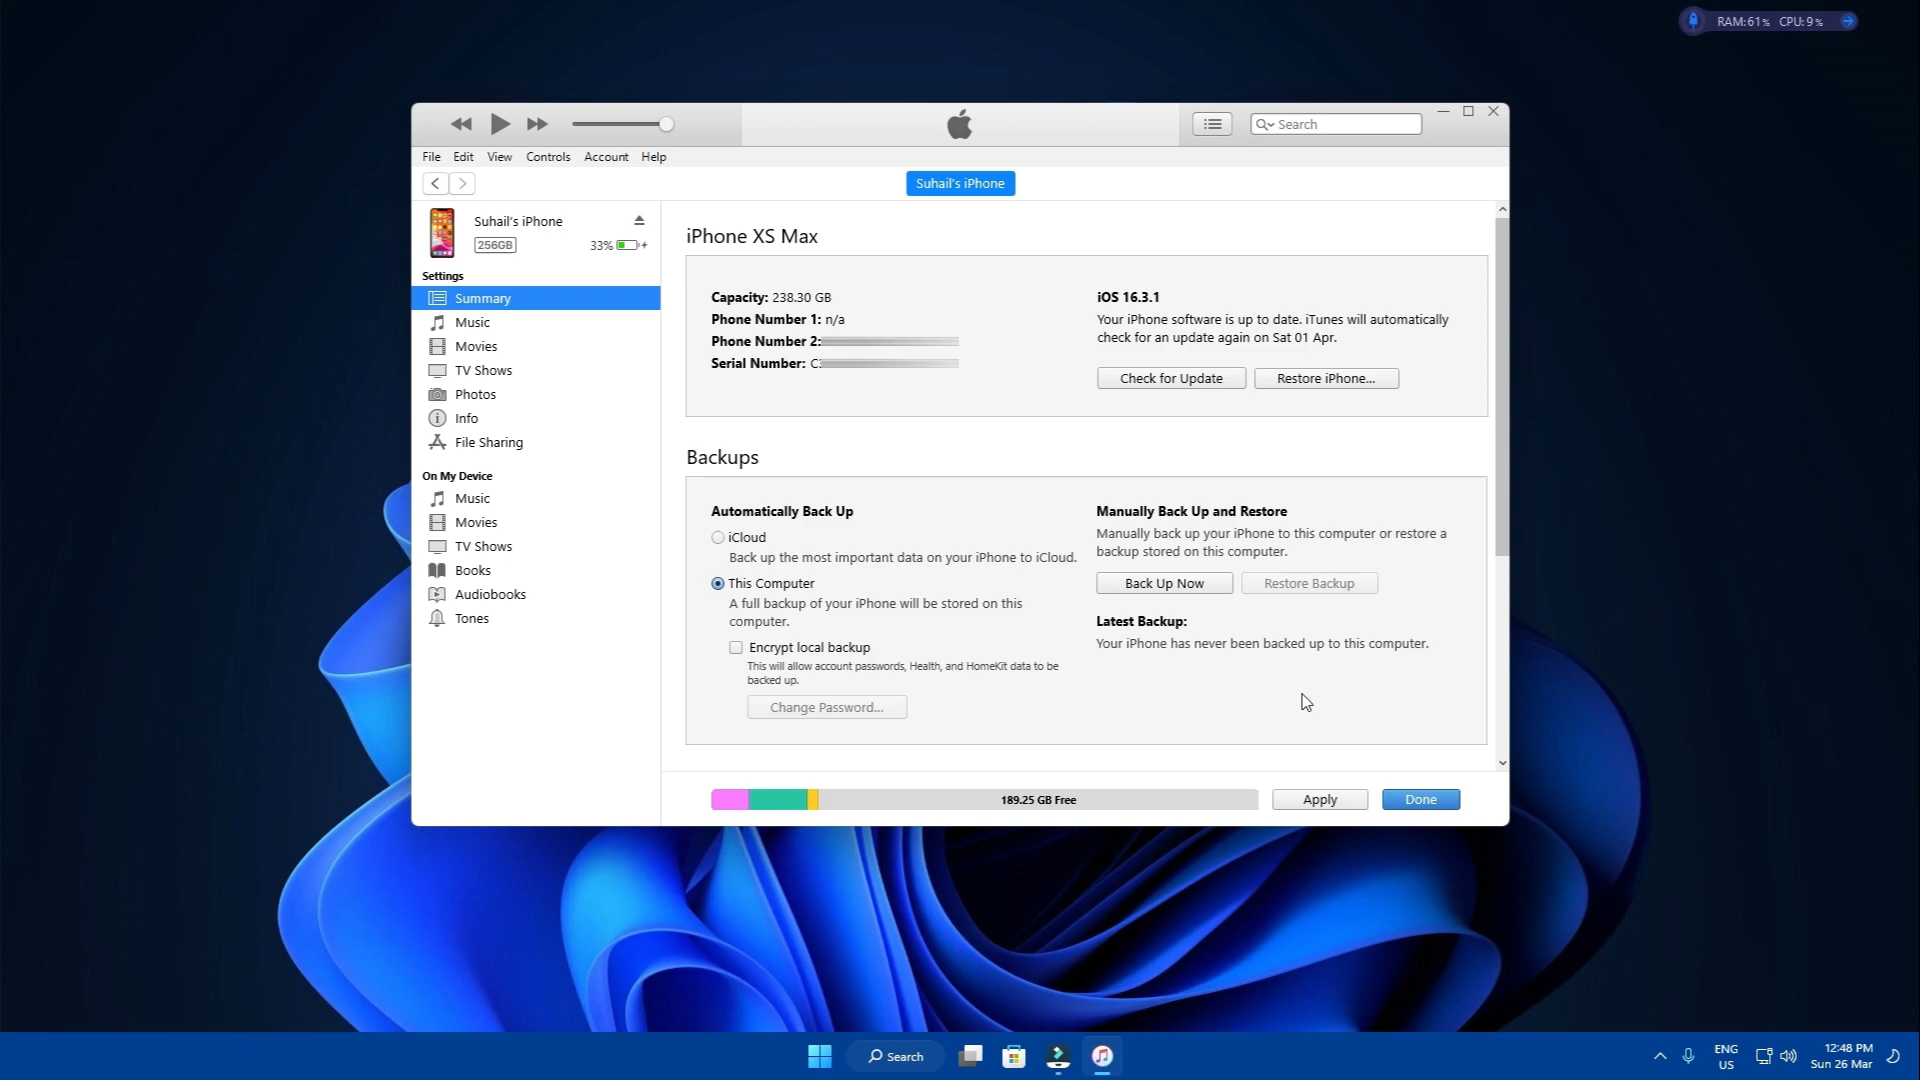 RAM:61% CPU:9%
Search
File Edit View Controls Account Help
Suhail's iPhone
Suhail's iPhone
256GB
33%
Settings
Summary
Music
Movies
TV Shows
Photos
Info
File Sharing
On My Device
Music
Movies
TV Shows
Books
Audiobooks
Tones
iPhone XS Max
Capacity: 238.30 GB
Phone Number 1: n/a
Phone Number 2:
Serial Number: C
iOS 16.3.1
Your iPhone software is up to date. iTunes will automatically
check for an update again on Sat 01 Apr.
Check for Update
Restore iPhone...
Backups
Automatically Back Up
iCloud
Back up the most important data on your iPhone to iCloud.
This Computer
A full backup of your iPhone will be stored on this
computer.
Encrypt local backup
This will allow account passwords, Health, and HomeKit data to be
backed up.
Change Password...
Manually Back Up and Restore
Manually back up your iPhone to this computer or restore a
backup stored on this computer.
Back Up Now
Restore Backup
Latest Backup:
Your iPhone has never been backed up to this computer.
189.25 GB Free
Apply
Done
Search
ENG
US
12:48 PM
Sun 26 Mar